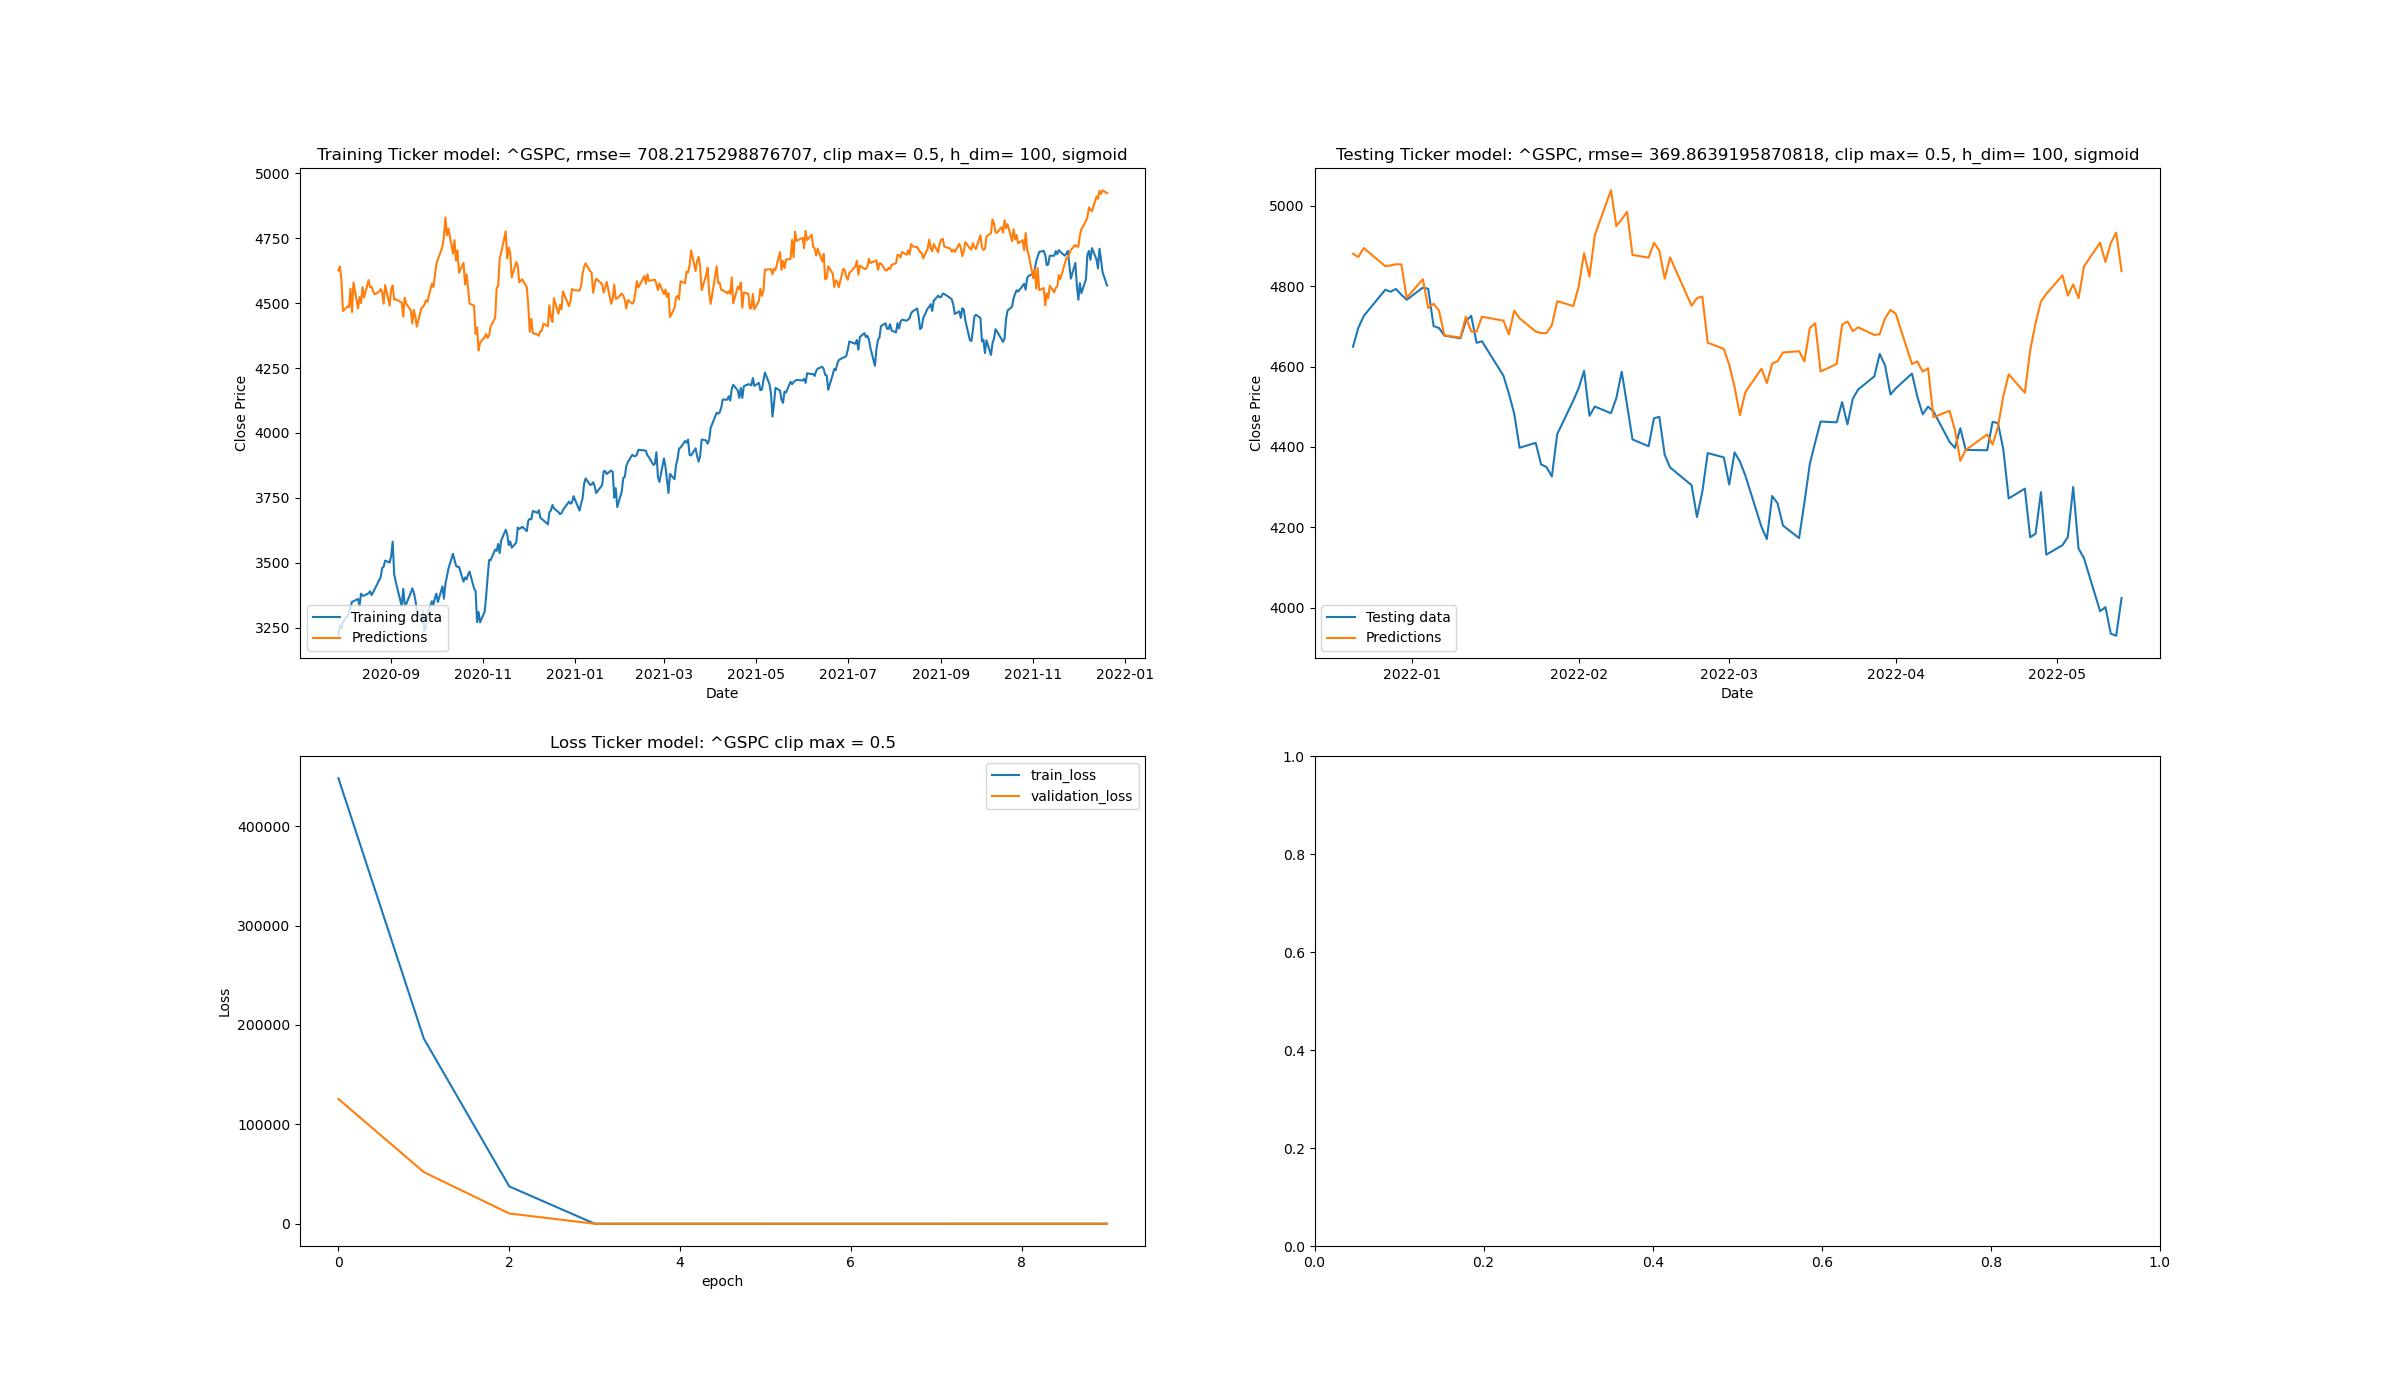 Training Ticker model: ^GSPC, rmse= 708.2175298876707, clip max= 0.5, h_dim= 100, sigmoid
5000
4750
4500
4250
4000
3750
3500
3250
Close Price
Training data
Predictions
2020-09 2020-11 2021-01 2021-03 2021-05 2021-07 2021-09 2021-11 2022-01
Date
Testing Ticker model: ^GSPC, rmse= 369.8639195870818, clip max= 0.5, h_dim= 100, sigmoid
5000
4800
4600
4400
4200
4000
Close Price
Testing data
Predictions
2022-01 2022-02 2022-03 2022-04 2022-05
Date
Loss Ticker model: ^GSPC clip max = 0.5
train_loss
validation_loss
400000
300000
200000
100000
0
Loss
0 2 4 6 8
epoch
1.0
0.8
0.6
0.4
0.2
0.0
0.0 0.2 0.4 0.6 0.8 1.0